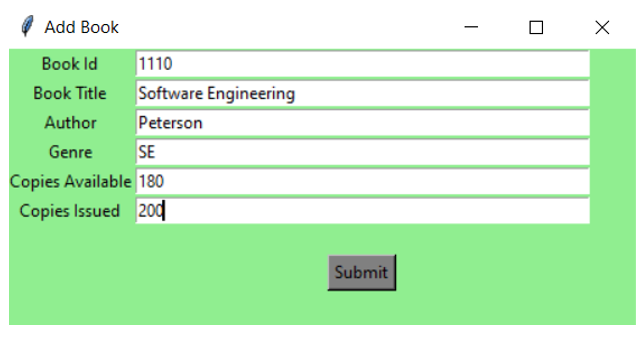 Add Book
Book Id 1110
Book Title Software Engineering
Author Peterson
Genre SE
Copies Available 180
Copies Issued 200
Submit